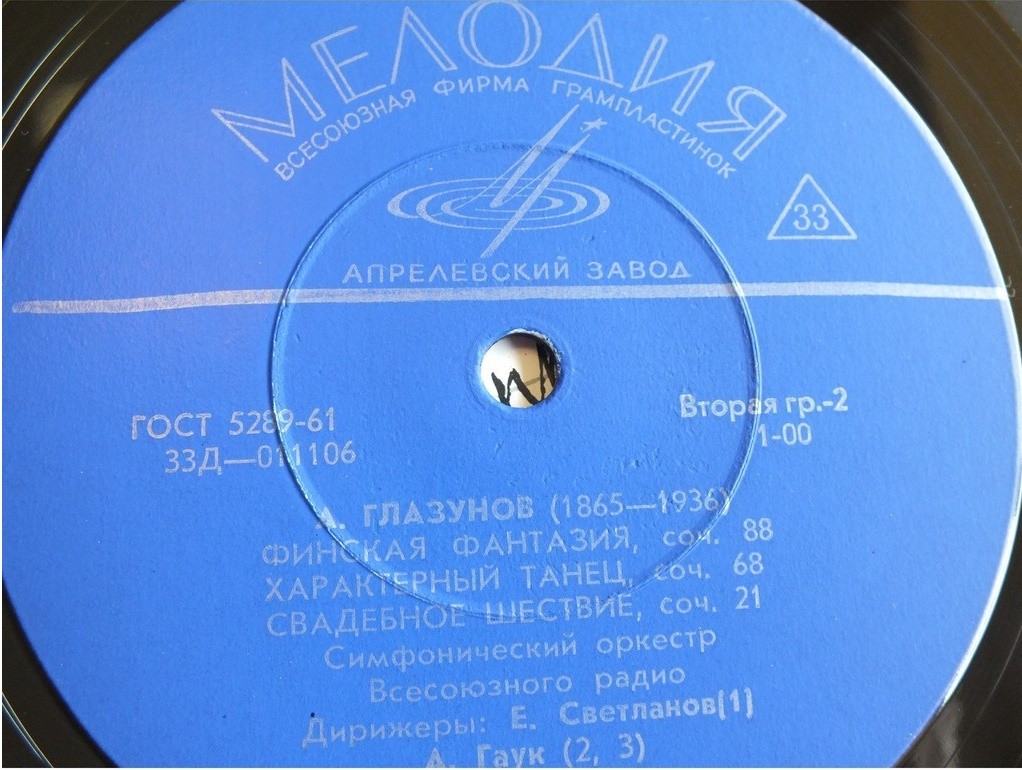 МЕЛОДИЯ
ВСЕСОЮЗНАЯ ФИРМА ГРАМПЛАСТИНОК
33
АПРЕЛЕВСКИЙ ЗАВОД
ГОСТ 5289-61
33Д—011106
Вторая гр.-2
1-00
А. ГЛАЗУНОВ (1865—1936)
ФИНСКАЯ ФАНТАЗИЯ, соч. 88
ХАРАКТЕРНЫЙ ТАНЕЦ, соч. 68
СВАДЕБНОЕ ШЕСТВИЕ, соч. 21
Симфонический оркестр
Всесоюзного радио
Дирижеры: Е. Светланов(1)
А. Гаук (2, 3)